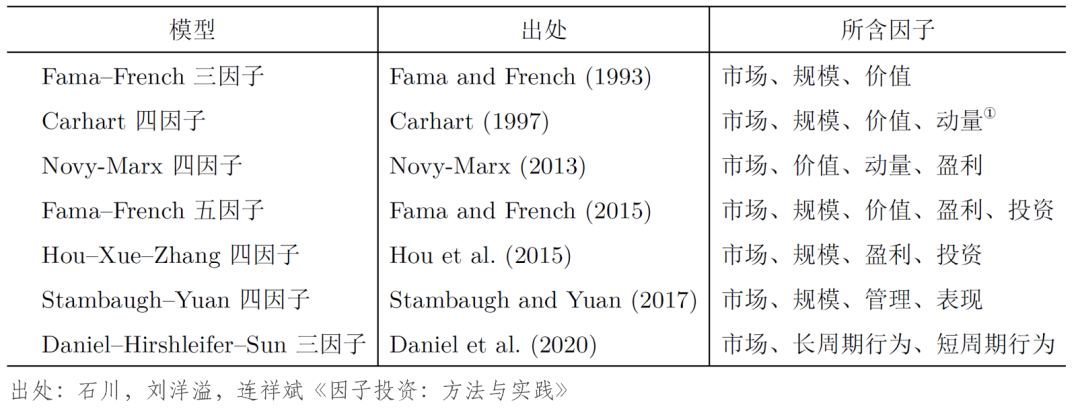 模型 出处 所含因子
Fama–French 三因子 Fama and French (1993) 市场、规模、价值
Carhart 四因子 Carhart (1997) 市场、规模、价值、动量①
Novy-Marx 四因子 Novy-Marx (2013) 市场、价值、动量、盈利
Fama–French 五因子 Fama and French (2015) 市场、规模、价值、盈利、投资
Hou–Xue–Zhang 四因子 Hou et al. (2015) 市场、规模、盈利、投资
Stambaugh–Yuan 四因子 Stambaugh and Yuan (2017) 市场、规模、管理、表现
Daniel–Hirshleifer–Sun 三因子 Daniel et al. (2020) 市场、长周期行为、短周期行为
出处：石川，刘洋溢，连祥斌《因子投资：方法与实践》